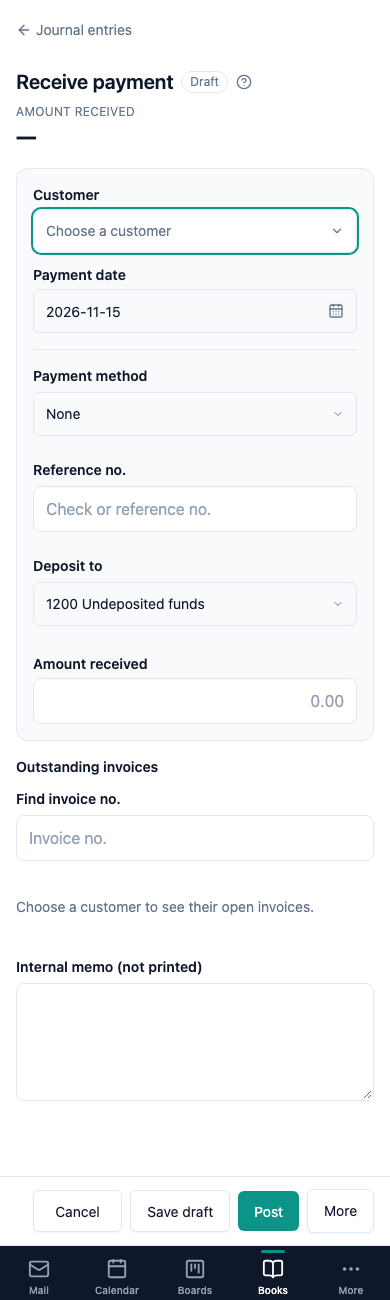 Journal entries
Receive payment Draft
AMOUNT RECEIVED
—
Customer
Choose a customer
Payment date
2026-11-15
Payment method
None
Reference no.
Check or reference no.
Deposit to
1200 Undeposited funds
Amount received
0.00
Outstanding invoices
Find invoice no.
Invoice no.
Choose a customer to see their open invoices.
Internal memo (not printed)
Cancel Save draft Post More
Mail Calendar Boards Books More